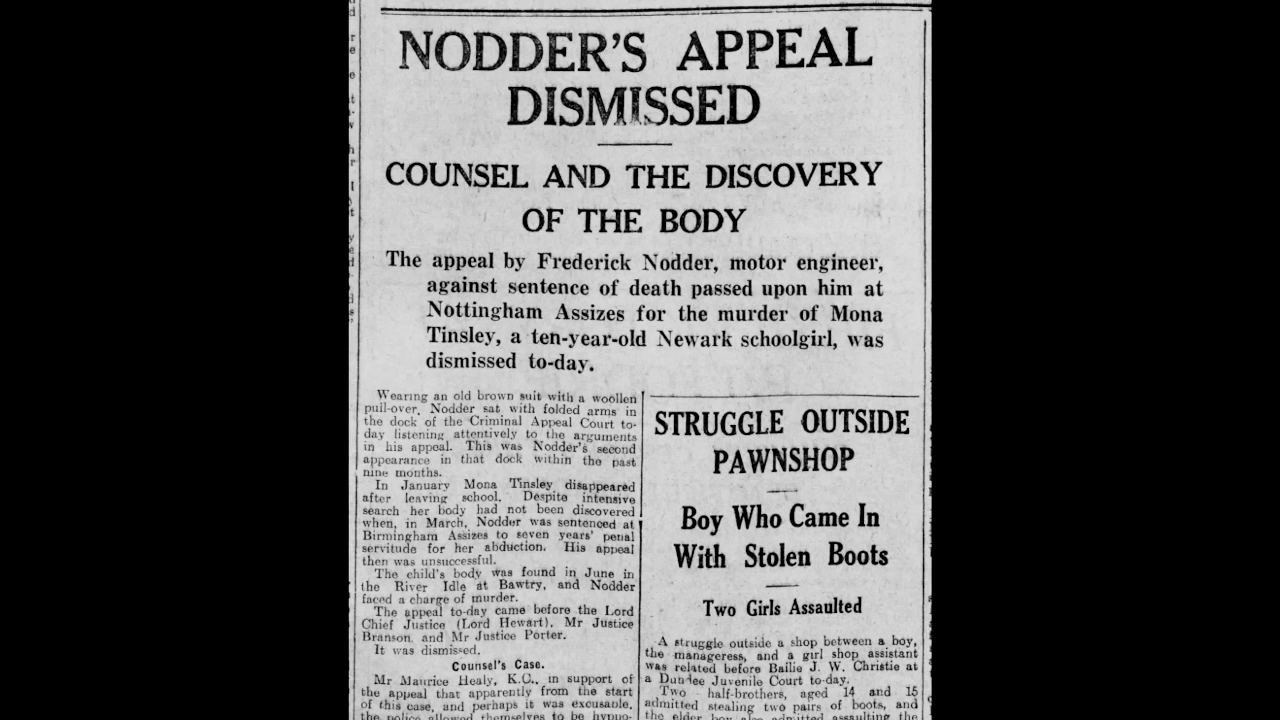 NODDER'S APPEAL
DISMISSED
COUNSEL AND THE DISCOVERY
OF THE BODY
The appeal by Frederick Nodder, motor engineer,
against sentence of death passed upon him at
Nottingham Assizes for the murder of Mona
Tinsley, a ten-year-old Newark schoolgirl, was
dismissed to-day.
Wearing an old brown suit with a woollen
pull-over, Nodder sat with folded arms in
the dock of the Criminal Appeal Court to-
day listening attentively to the arguments
in his appeal. This was Nodder's second
appearance in that dock within the past
nine months.
In January Mona Tinsley disappeared
after leaving school. Despite intensive
search her body had not been discovered
when, in March, Nodder was sentenced at
Birmingham Assizes to seven years' penal
servitude for her abduction. His appeal
then was unsuccessful.
The child's body was found in June in
the River Idle at Bawtry, and Nodder
faced a charge of murder.
The appeal to-day came before the Lord
Chief Justice (Lord Hewart), Mr Justice
Branson, and Mr Justice Porter.
It was dismissed.
Counsel's Case.
Mr Maurice Healy, K.C., in support of
the appeal that apparently from the start
of this case, and perhaps it was excusable,
the police allowed themselves to be hypno-
STRUGGLE OUTSIDE
PAWNSHOP
Boy Who Came In
With Stolen Boots
Two Girls Assaulted
A struggle outside a shop between a boy,
the manageress, and a girl shop assistant
was related before Bailie J. W. Christie at
a Dundee Juvenile Court to-day.
Two half-brothers, aged 14 and 15
admitted stealing two pairs of boots, and
the elder boy also admitted assaulting the